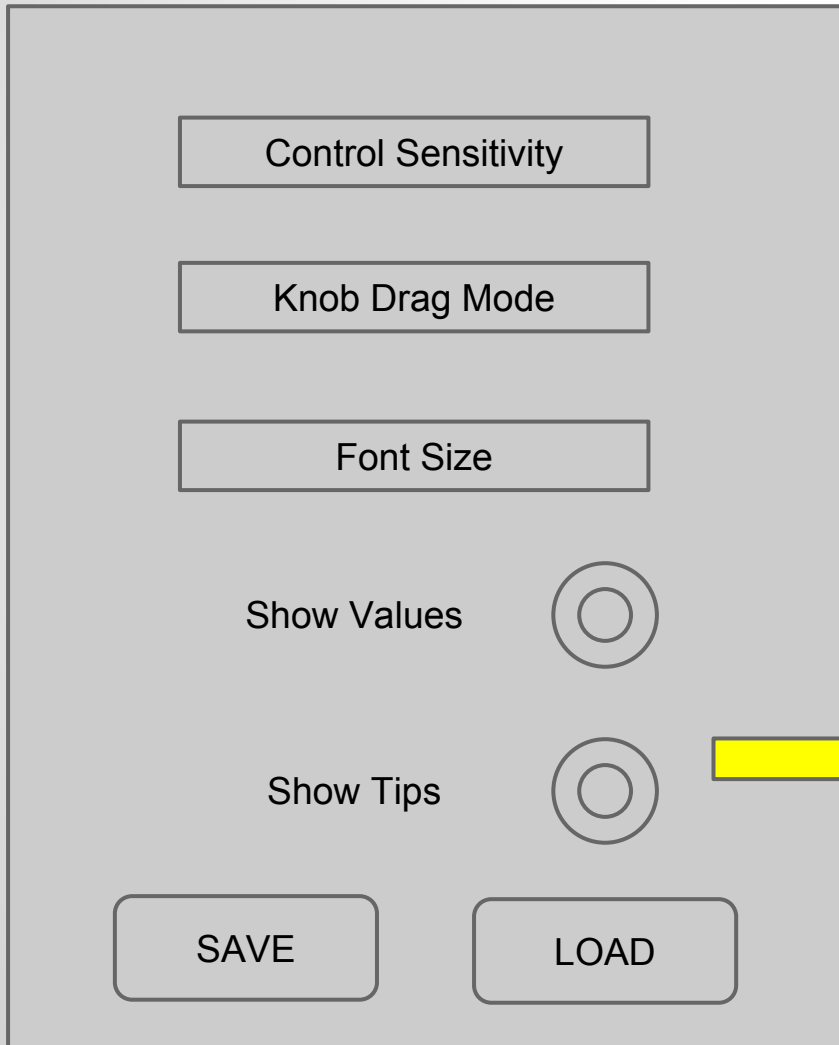 Control Sensitivity
Knob Drag Mode
Font Size
Show Values
Show Tips
SAVE
LOAD